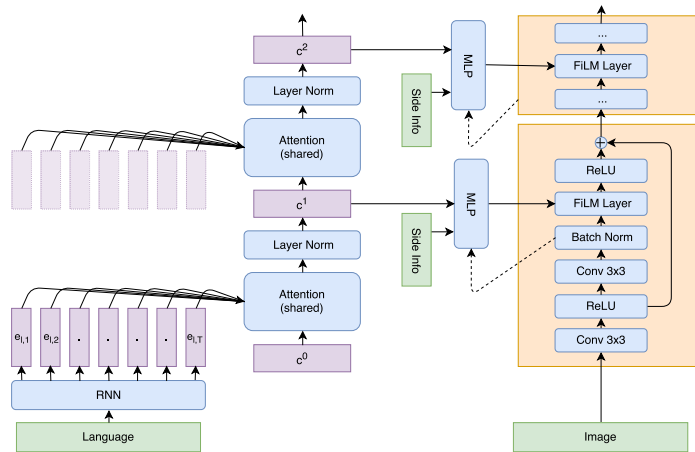 c²
Layer Norm
Attention
(shared)
c¹
Layer Norm
Attention
(shared)
c⁰
e_{l,1}
e_{l,2}
.
.
.
.
e_{l,T}
RNN
Language
MLP
Side Info
MLP
Side Info
...
FiLM Layer
...
+
ReLU
FiLM Layer
Batch Norm
Conv 3x3
ReLU
Conv 3x3
Image